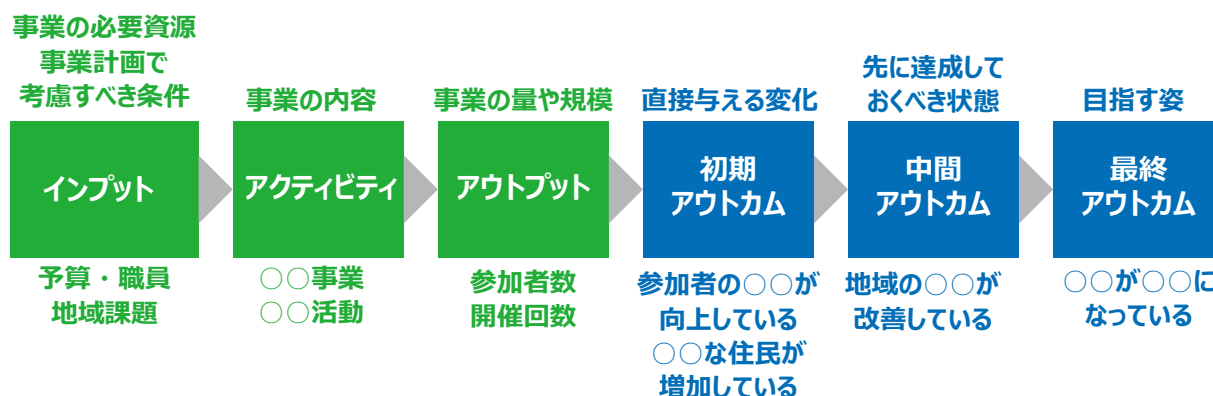 事業の必要資源
事業計画で
考慮すべき条件
インプット
予算・職員
地域課題
事業の内容
アクティビティ
○○事業
○○活動
事業の量や規模
アウトプット
参加者数
開催回数
直接与える変化
初期
アウトカム
参加者の○○が
向上している
○○な住民が
増加している
先に達成して
おくべき状態
中間
アウトカム
地域の○○が
改善している
目指す姿
最終
アウトカム
○○が○○に
なっている